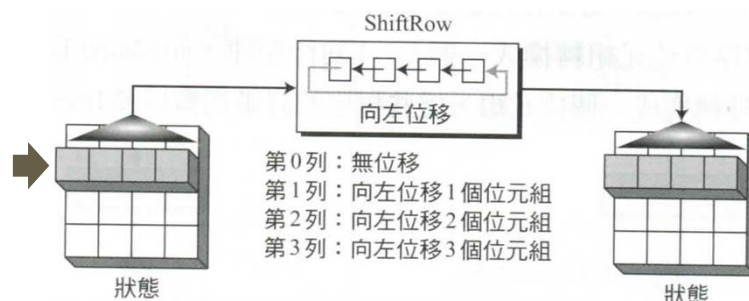 ShiftRow
向左位移
第0列：無位移
第1列：向左位移1個位元組
第2列：向左位移2個位元組
第3列：向左位移3個位元組
狀態
狀態